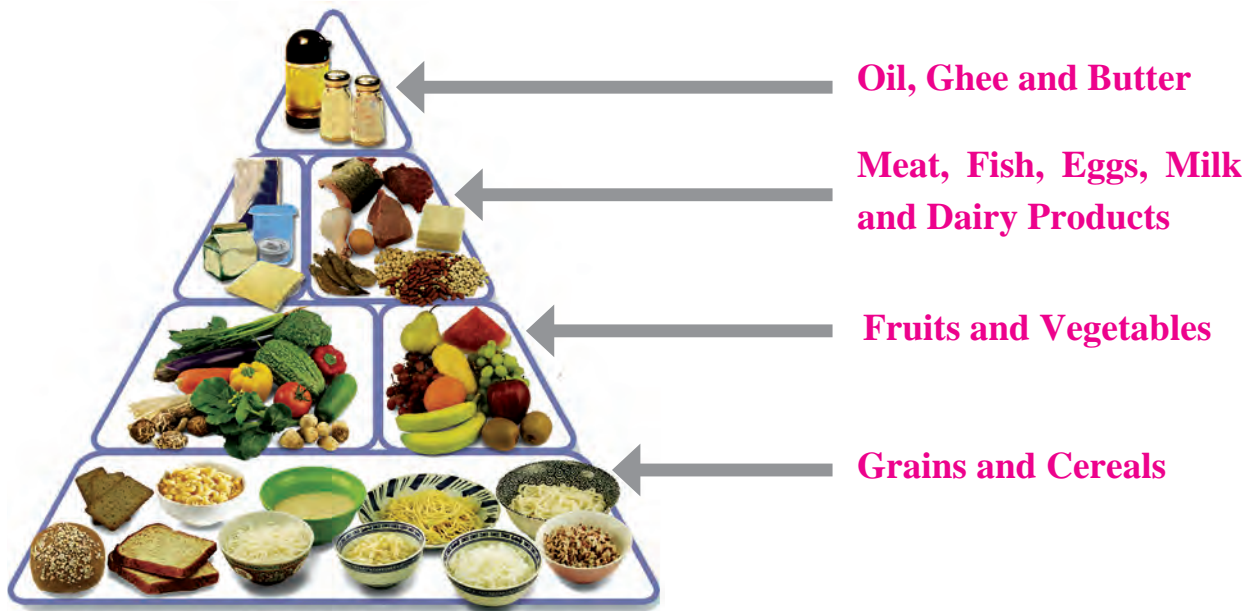 Oil, Ghee and Butter
Meat, Fish, Eggs, Milk
and Dairy Products
Fruits and Vegetables
Grains and Cereals